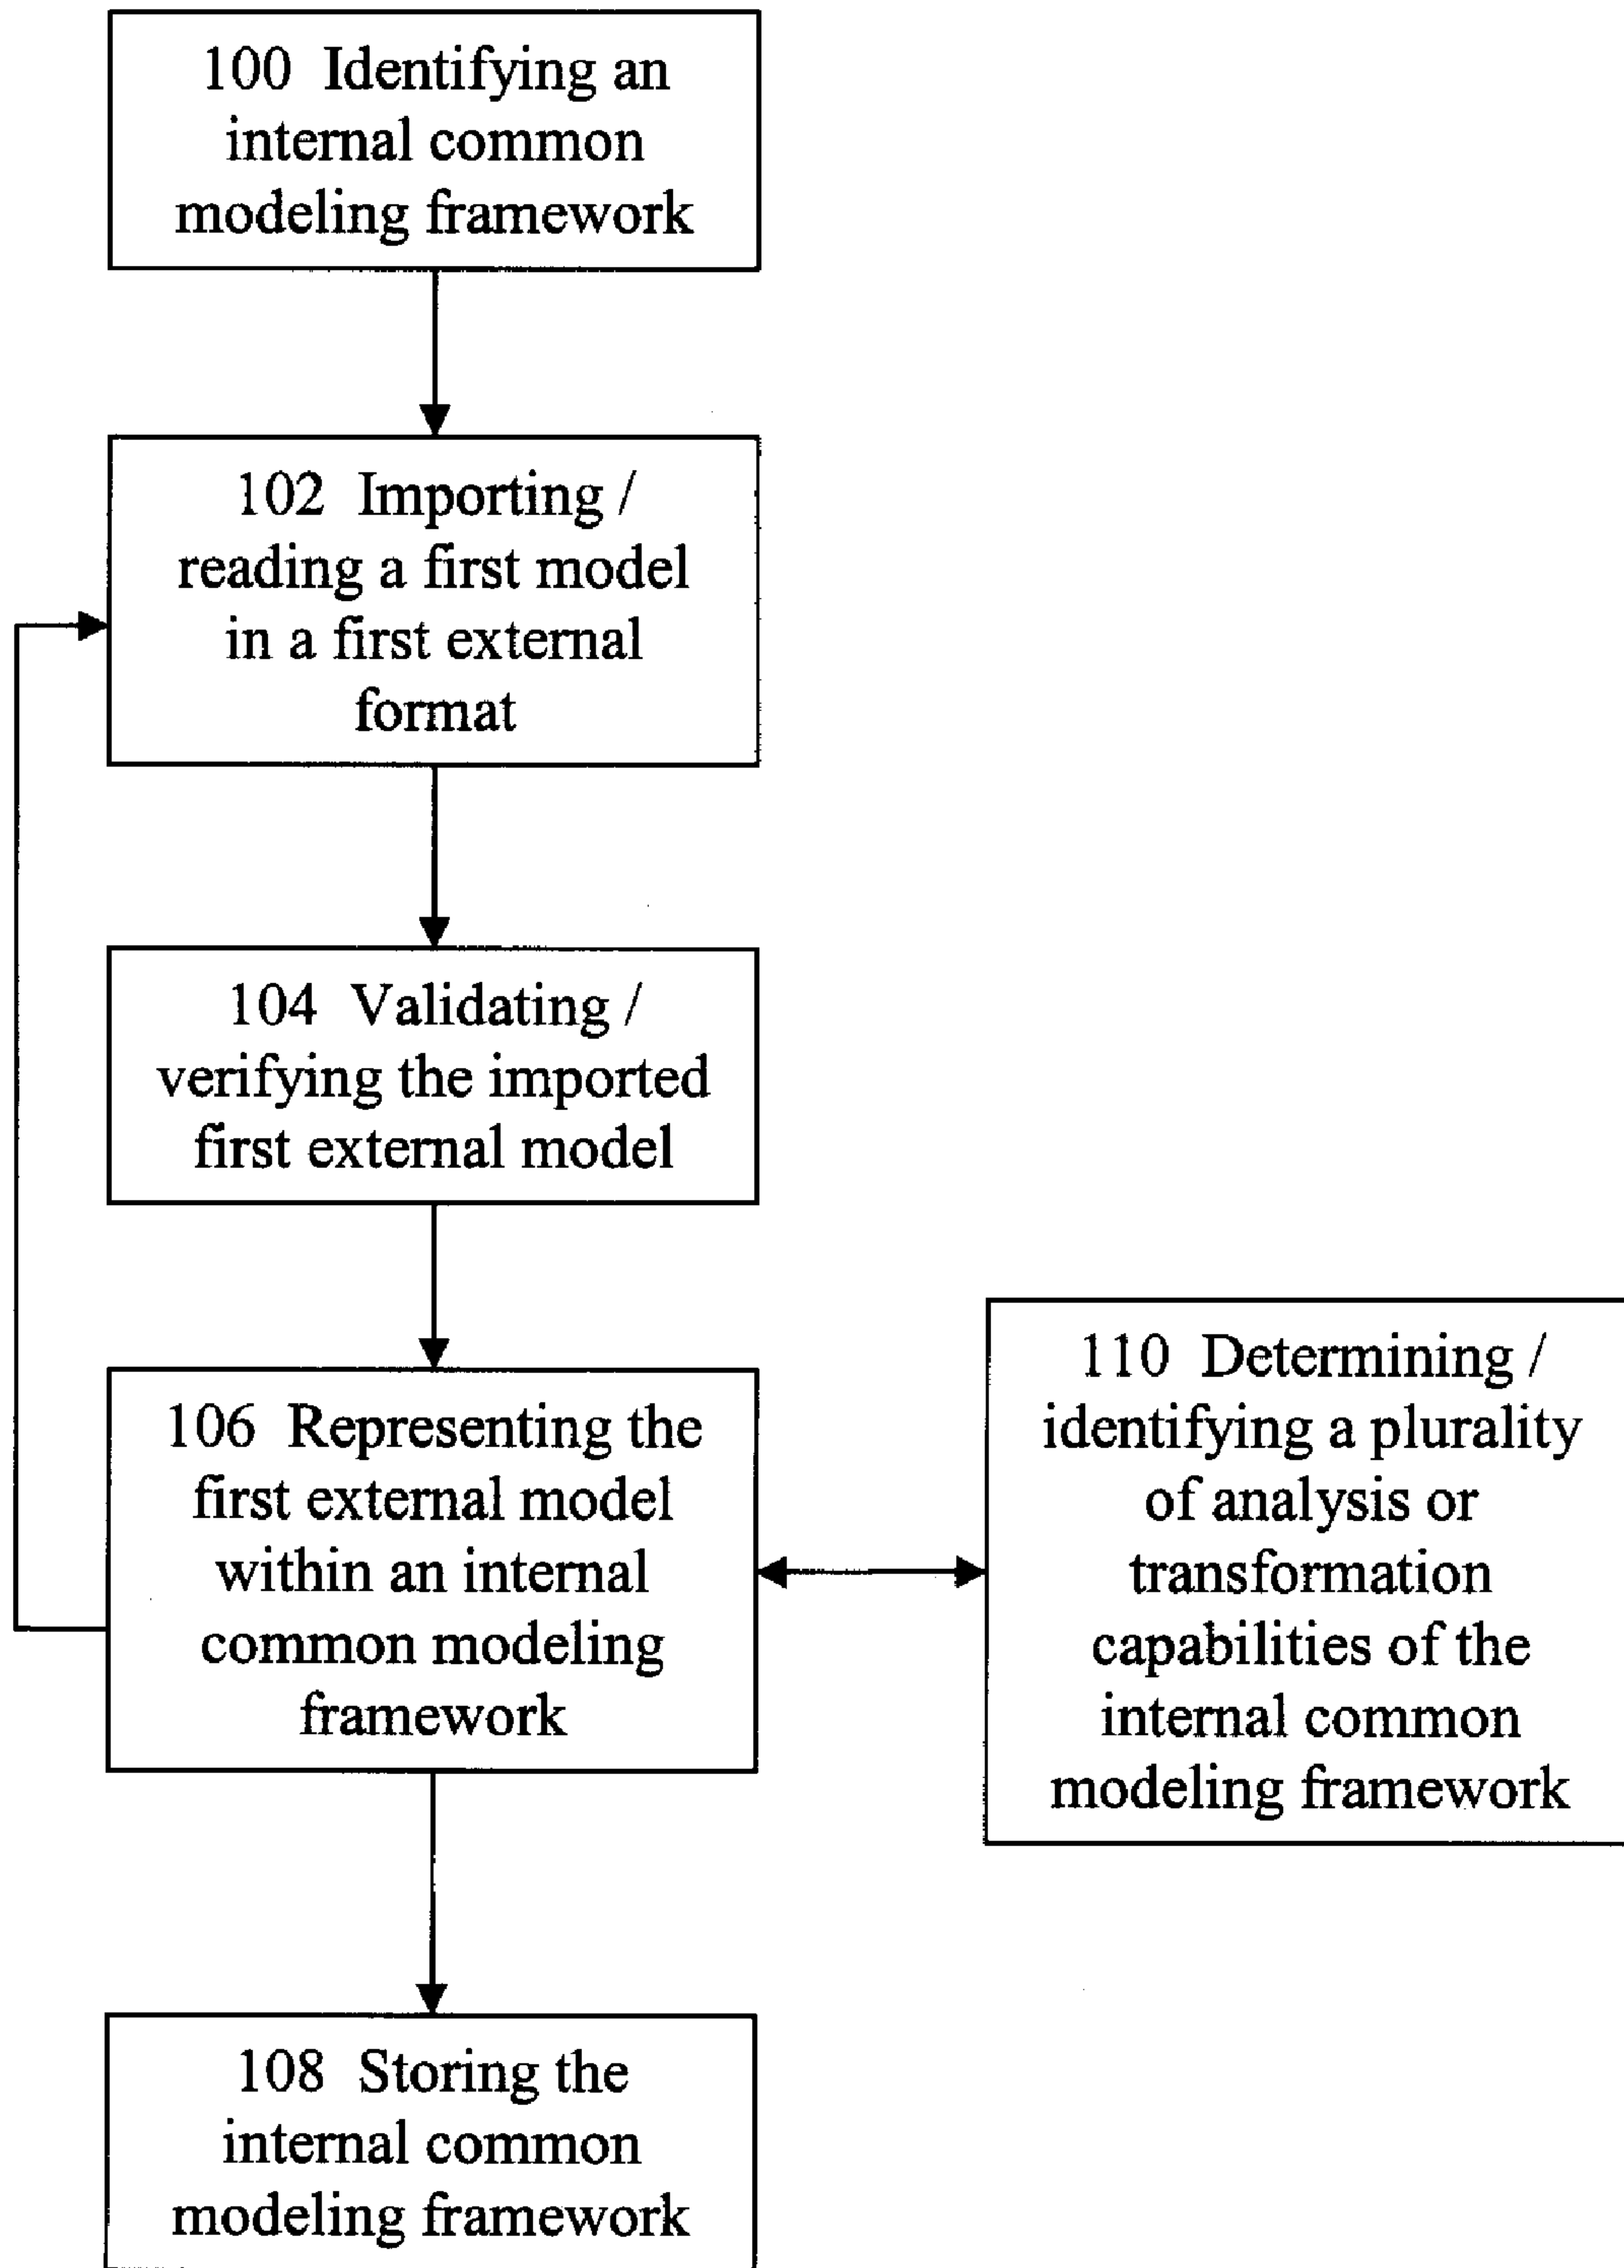 100 Identifying an
internal common
modeling framework
102 Importing /
reading a first model
in a first external
format
104 Validating /
verifying the imported
first external model
106 Representing the
first external model
within an internal
common modeling
framework
110 Determining /
identifying a plurality
of analysis or
transformation
capabilities of the
internal common
modeling framework
108 Storing the
internal common
modeling framework